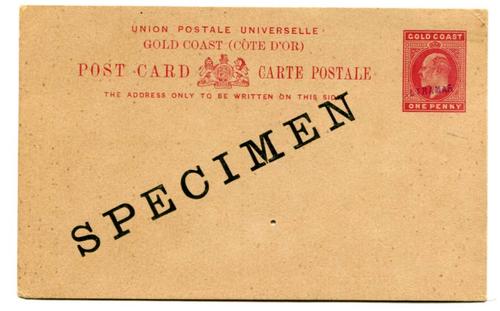 UNION POSTALE UNIVERSELLE
GOLD COAST (CÔTE D'OR)
POST CARD CARTE POSTALE
THE ADDRESS ONLY TO BE WRITTEN ON THIS SIDE
GOLD COAST
ULTRAMAR
ONE PENNY
SPECIMEN